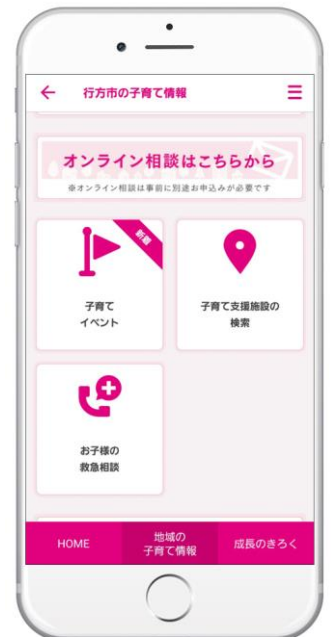 行方市の子育て情報
オンライン相談はこちらから
※オンライン相談は事前に別途お申込みが必要です
新着
子育て
イベント
子育て支援施設の
検索
お子様の
救急相談
HOME
地域の
子育て情報
成長のきろく